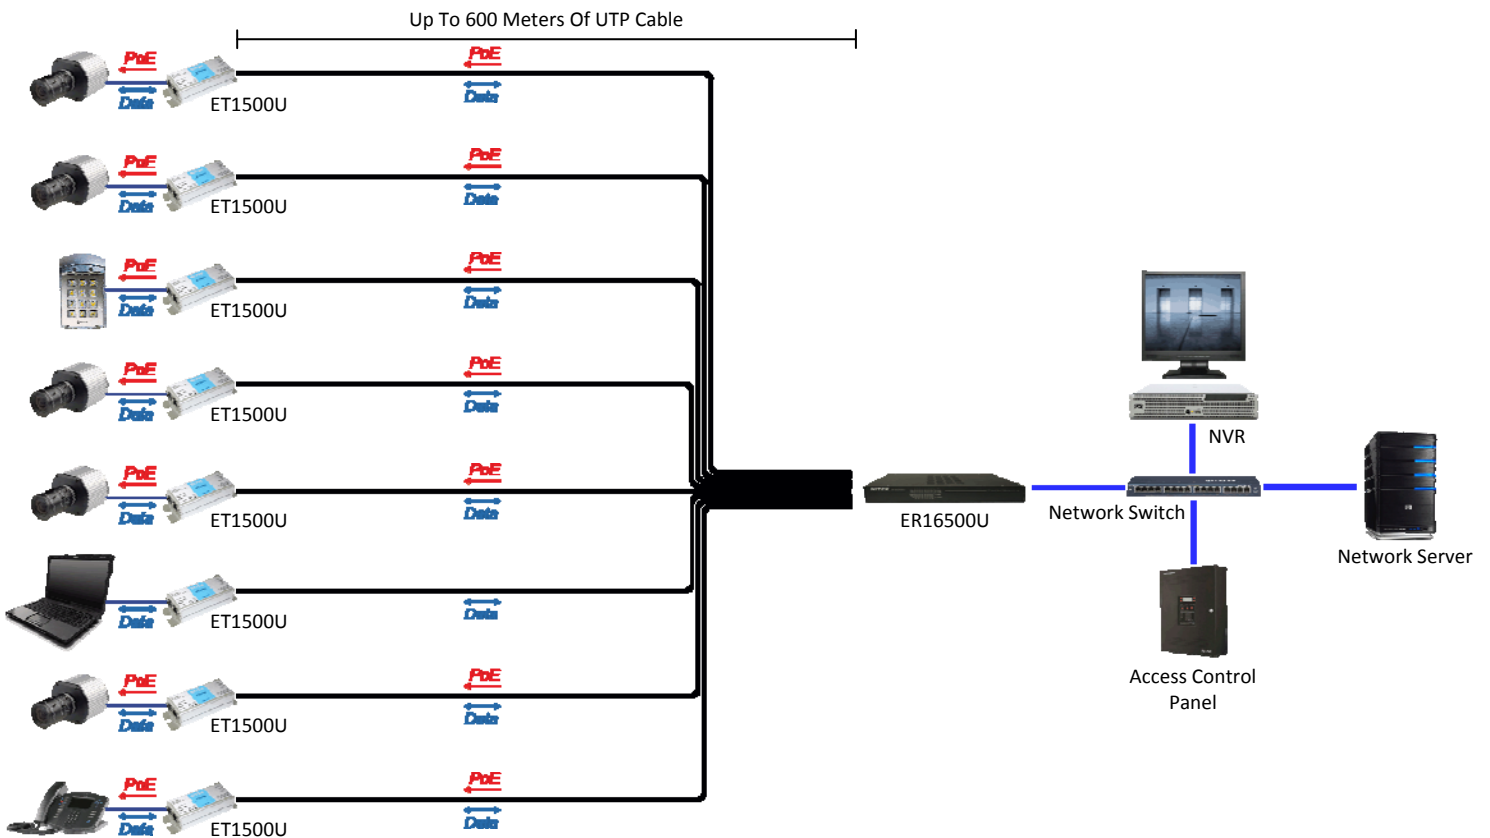 Up To 600 Meters Of UTP Cable
PoE
PoE
Data
Data
ET1500U
PoE
PoE
Data
Data
ET1500U
PoE
PoE
Data
Data
ET1500U
PoE
PoE
Data
Data
ET1500U
NVR
PoE
PoE
Data
Data
ET1500U
ER16500U
Network Switch
Network Server
Data
Data
ET1500U
Access Control
Panel
PoE
PoE
Data
Data
ET1500U
PoE
PoE
Data
Data
ET1500U